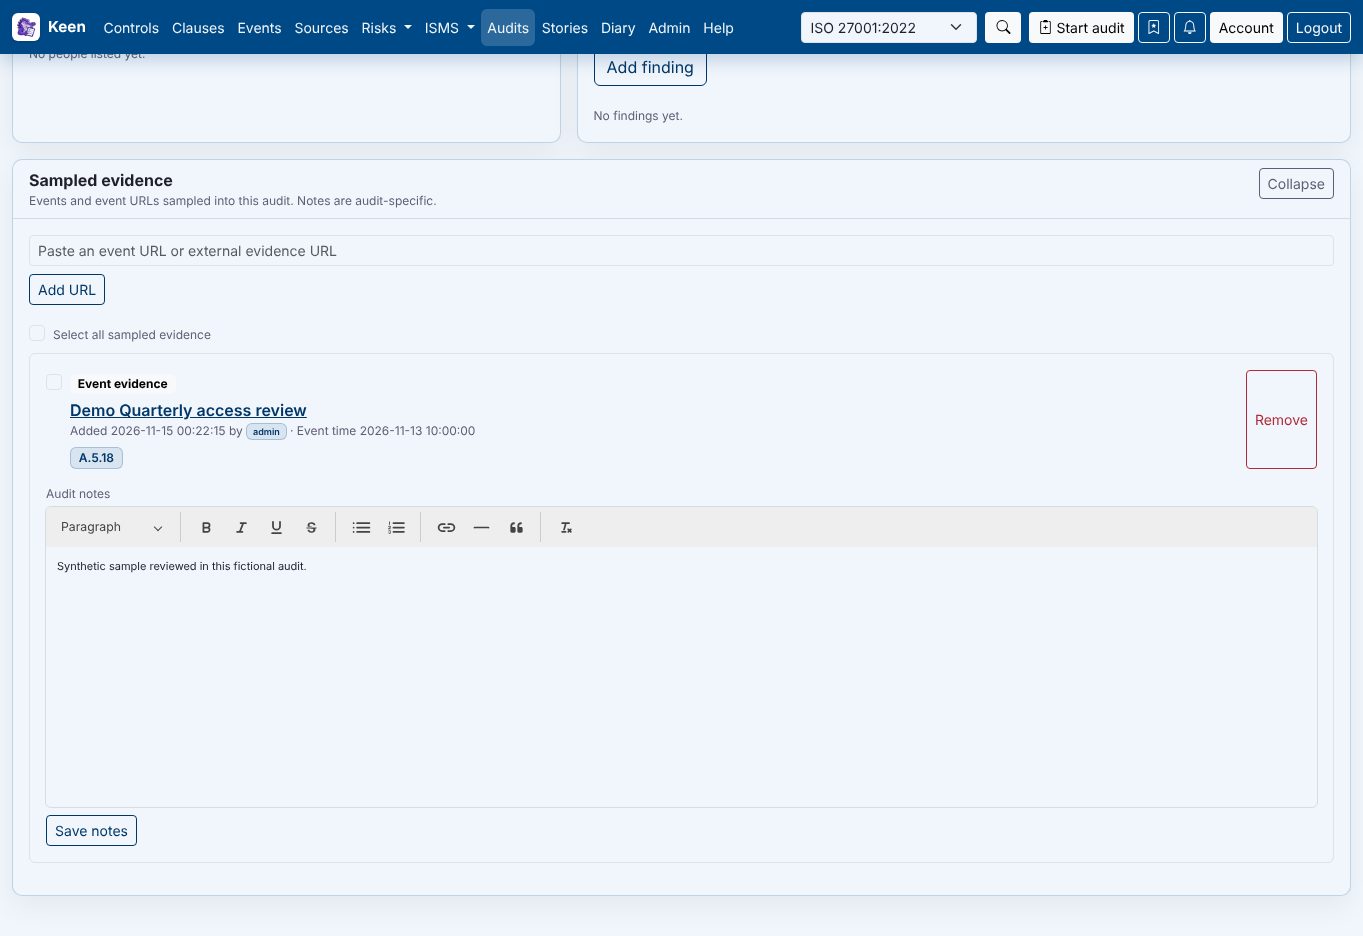 Keen Controls Clauses Events Sources Risks ISMS Audits Stories Diary Admin Help ISO 27001:2022 Start audit Account Logout
No people listed yet.
Add finding
No findings yet.
Sampled evidence
Collapse
Events and event URLs sampled into this audit. Notes are audit-specific.
Paste an event URL or external evidence URL
Add URL
Select all sampled evidence
Event evidence
Demo Quarterly access review
Remove
Added 2026-11-15 00:22:15 by admin · Event time 2026-11-13 10:00:00
A.5.18
Audit notes
Paragraph
Synthetic sample reviewed in this fictional audit.
Save notes